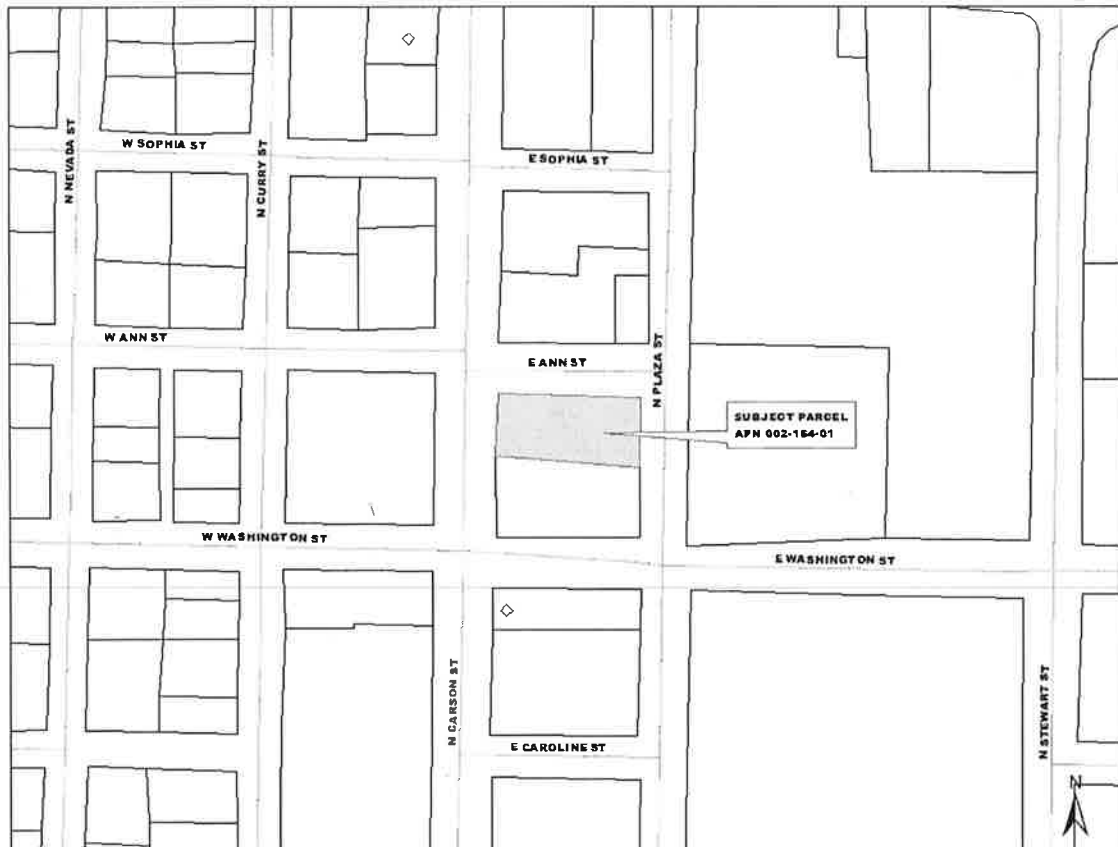 W SOPHIA ST
E SOPHIA ST
N NEVADA ST
N CURRY ST
W ANN ST
E ANN ST
N PLAZA ST
SUBJECT PARCEL
APN 002-164-01
W WASHINGTON ST
E WASHINGTON ST
N CARSON ST
N STEWART ST
E CAROLINE ST
N